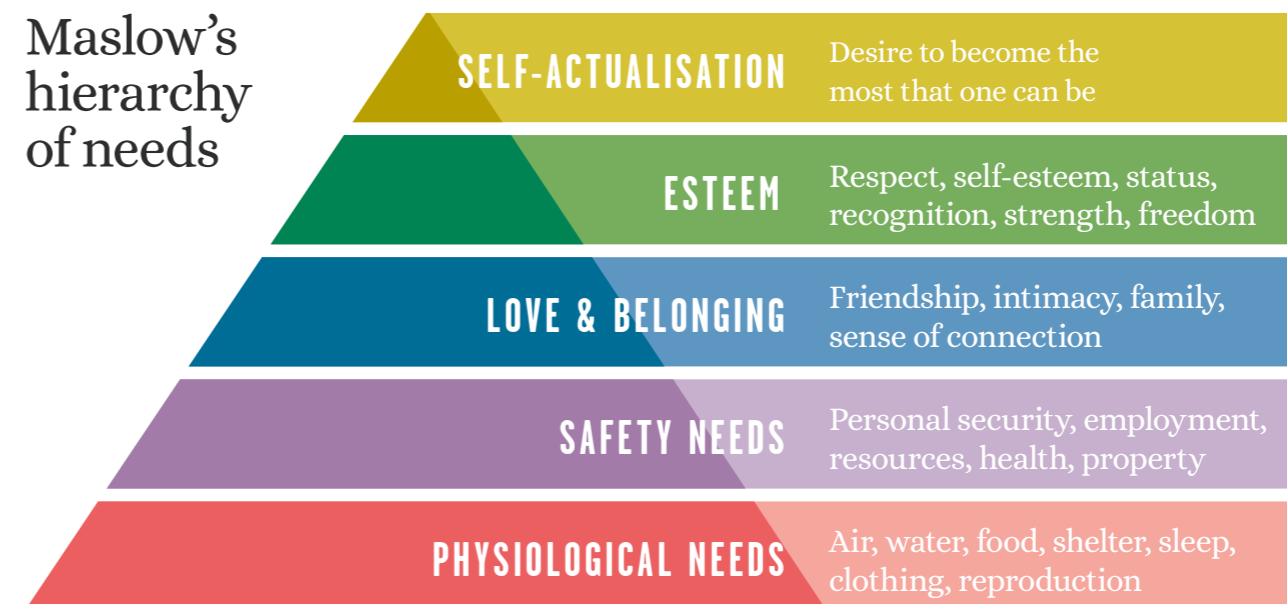 Maslow’s
hierarchy
of needs
SELF-ACTUALISATION
Desire to become the
most that one can be
ESTEEM
Respect, self-esteem, status,
recognition, strength, freedom
LOVE & BELONGING
Friendship, intimacy, family,
sense of connection
SAFETY NEEDS
Personal security, employment,
resources, health, property
PHYSIOLOGICAL NEEDS
Air, water, food, shelter, sleep,
clothing, reproduction